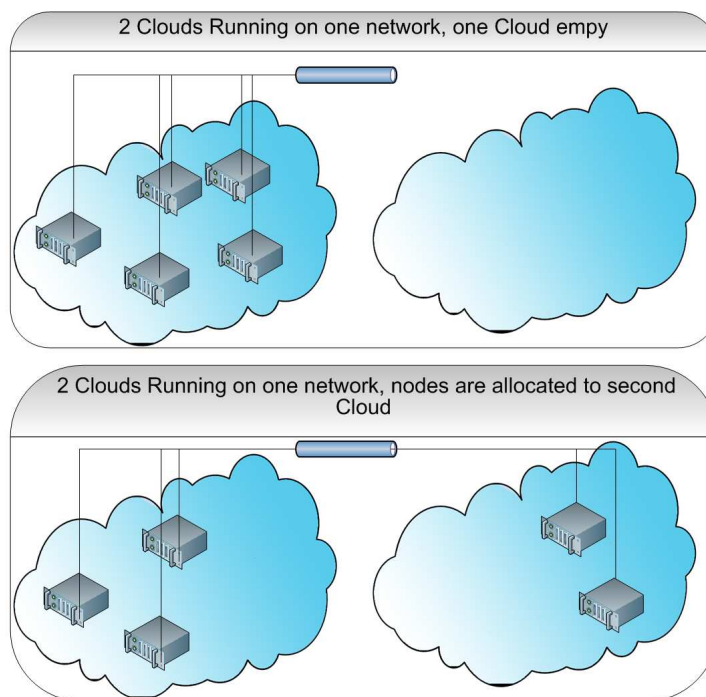 2 Clouds Running on one network, one Cloud empy
2 Clouds Running on one network, nodes are allocated to second
Cloud